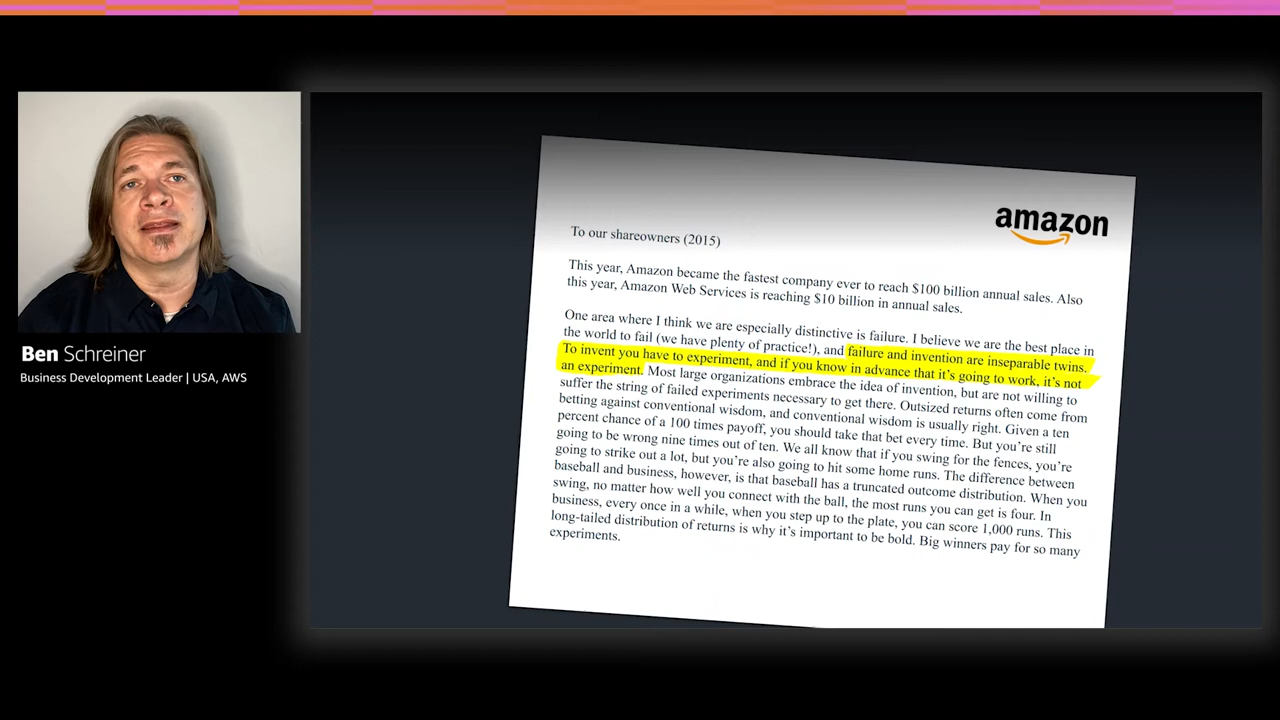 Ben Schreiner
Business Development Leader | USA, AWS
amazon
To our shareowners (2015)
This year, Amazon became the fastest company ever to reach $100 billion annual sales. Also
this year, Amazon Web Services is reaching $10 billion in annual sales.
One area where I think we are especially distinctive is failure. I believe we are the best place in
the world to fail (we have plenty of practice!), and failure and invention are inseparable twins.
To invent you have to experiment, and if you know in advance that it's going to work, it's not
an experiment. Most large organizations embrace the idea of invention, but are not willing to
suffer the string of failed experiments necessary to get there. Outsized returns often come from
betting against conventional wisdom, and conventional wisdom is usually right. Given a ten
percent chance of a 100 times payoff, you should take that bet every time. But you're still
going to be wrong nine times out of ten. We all know that if you swing for the fences, you're
going to strike out a lot, but you're also going to hit some home runs. The difference between
baseball and business, however, is that baseball has a truncated outcome distribution. When you
swing, no matter how well you connect with the ball, the most runs you can get is four. In
business, every once in a while, when you step up to the plate, you can score 1,000 runs. This
long-tailed distribution of returns is why it's important to be bold. Big winners pay for so many
experiments.